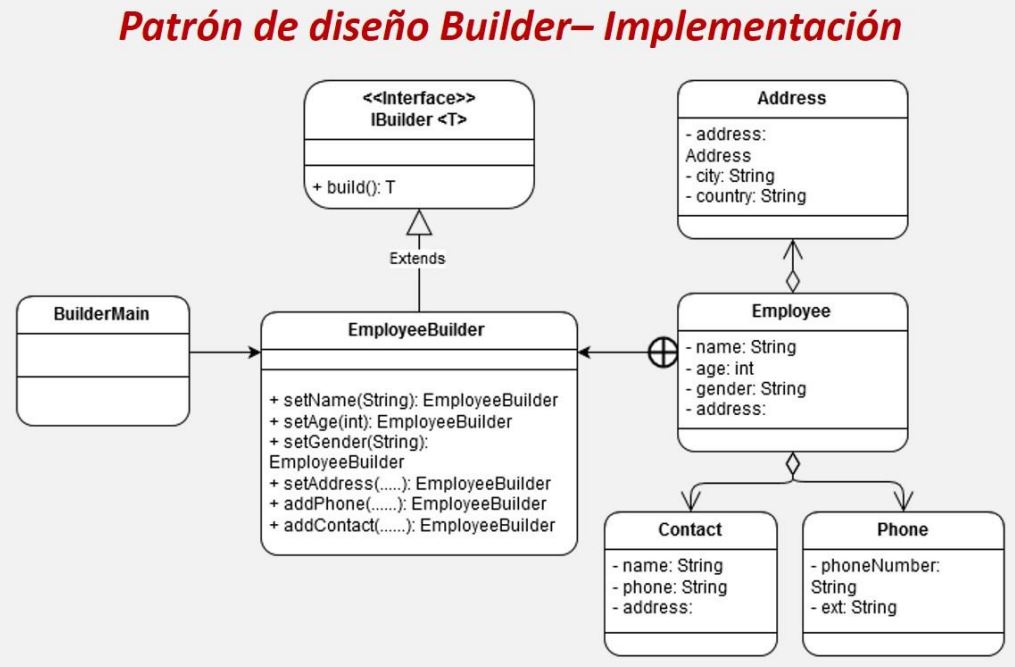 Patrón de diseño Builder– Implementación
<<Interface>>
IBuilder <T>
+ build(): T
Extends
Address
- address:
Address
- city: String
- country: String
BuilderMain
EmployeeBuilder
+ setName(String): EmployeeBuilder
+ setAge(int): EmployeeBuilder
+ setGender(String):
EmployeeBuilder
+ setAddress(.....): EmployeeBuilder
+ addPhone(......): EmployeeBuilder
+ addContact(......): EmployeeBuilder
Employee
- name: String
- age: int
- gender: String
- address:
Contact
- name: String
- phone: String
- address:
Phone
- phoneNumber:
String
- ext: String